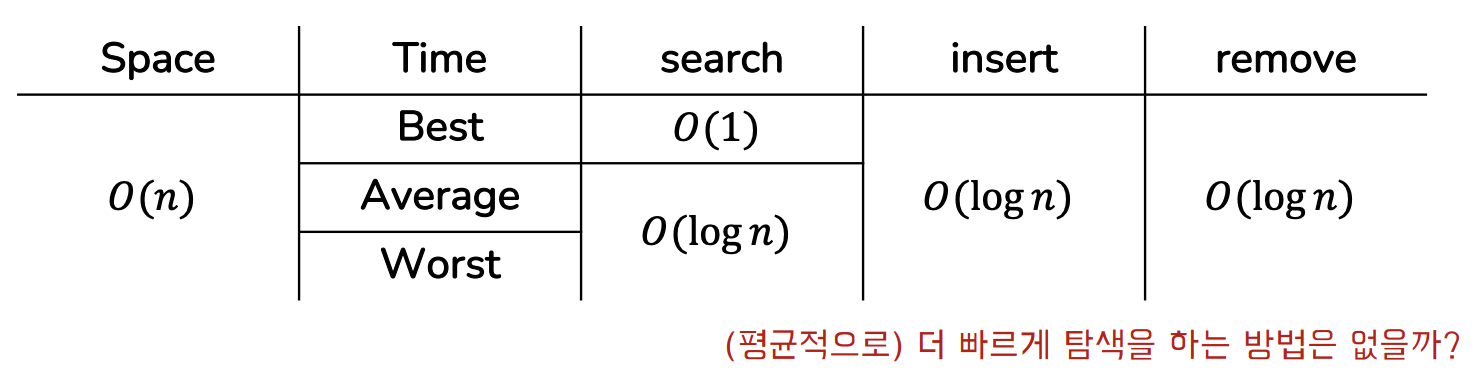 Space Time search insert remove
Best O(1)
O(n) Average O(log n) O(log n) O(log n)
Worst
(평균적으로) 더 빠르게 탐색을 하는 방법은 없을까?